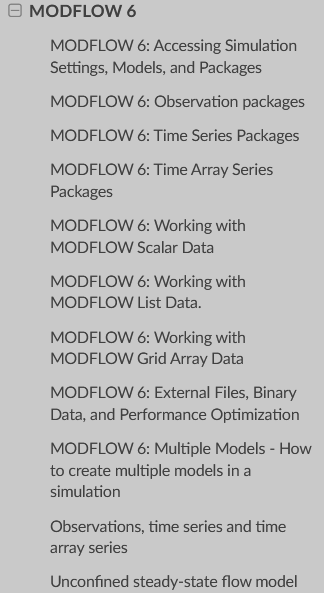 MODFLOW 6
MODFLOW 6: Accessing Simulation
Settings, Models, and Packages
MODFLOW 6: Observation packages
MODFLOW 6: Time Series Packages
MODFLOW 6: Time Array Series
Packages
MODFLOW 6: Working with
MODFLOW Scalar Data
MODFLOW 6: Working with
MODFLOW List Data.
MODFLOW 6: Working with
MODFLOW Grid Array Data
MODFLOW 6: External Files, Binary
Data, and Performance Optimization
MODFLOW 6: Multiple Models - How
to create multiple models in a
simulation
Observations, time series and time
array series
Unconfined steady-state flow model